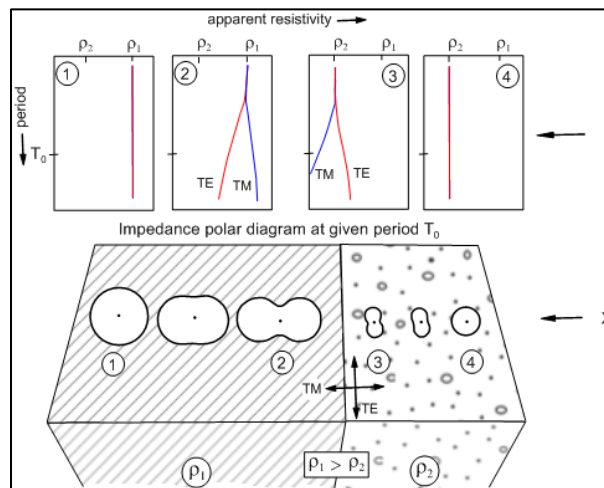 apparent resistivity
ρ2 ρ1 ρ2 ρ1 ρ2 ρ1 ρ2 ρ1
1 2 3 4
period
T0
TE TM TM TE
Impedance polar diagram at given period T0
1 2 3 4
TM
TE
ρ1 ρ1 > ρ2 ρ2